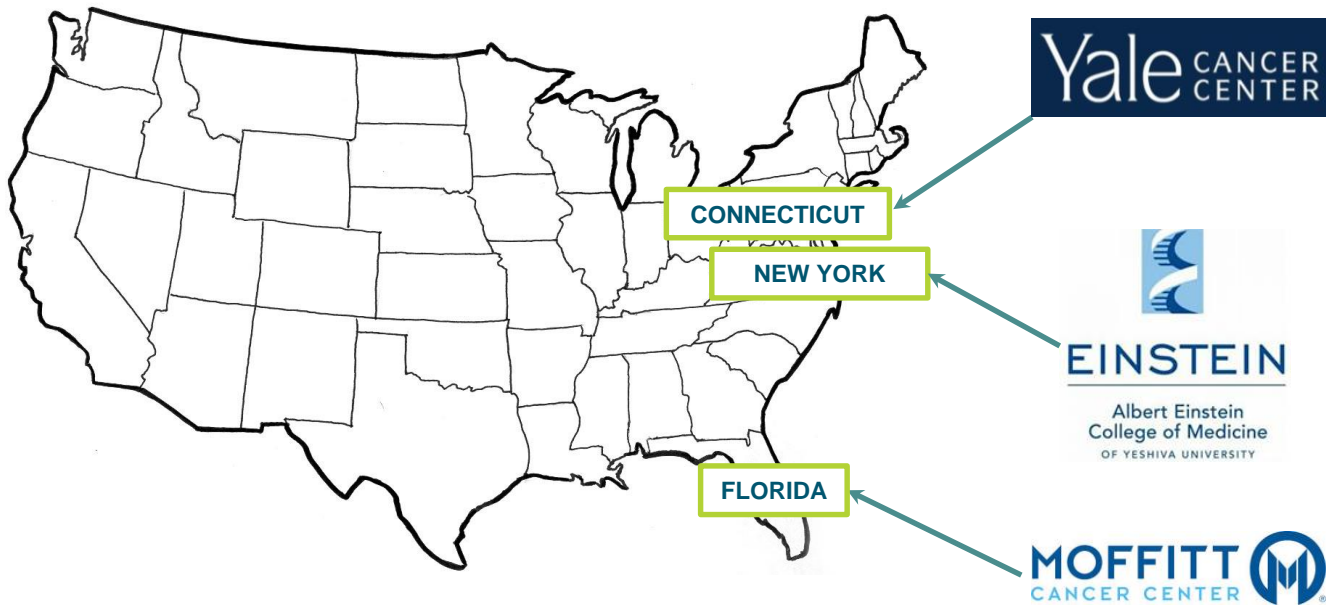 Yale CANCER
CENTER
CONNECTICUT
NEW YORK
EINSTEIN
Albert Einstein
College of Medicine
OF YESHIVA UNIVERSITY
FLORIDA
MOFFITT
CANCER CENTER
®